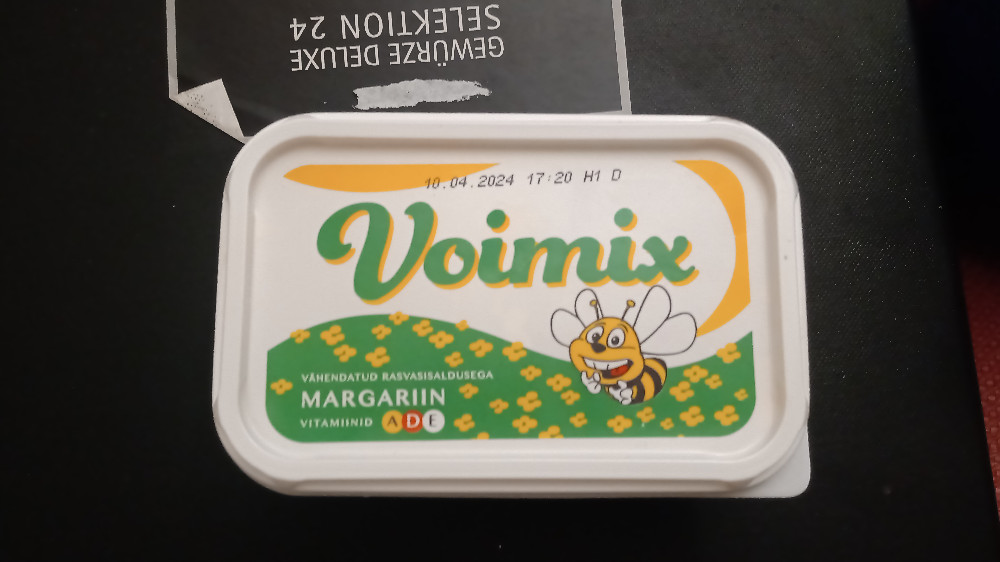 GEWÜRZE DELUXE
SELEKTION 24
10.04.2024 17:20 H1 D
Voimix
VÄHENDATUD RASVASISALDUSEGA
MARGARIIN
VITAMIINID A D E